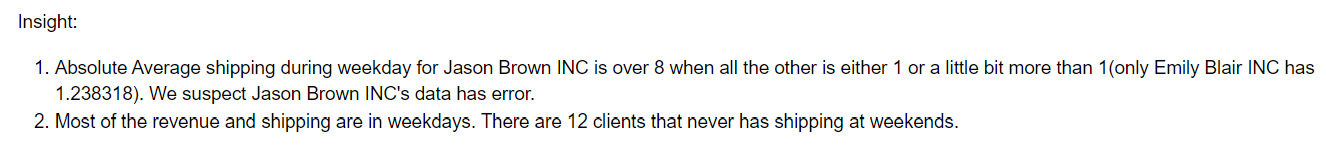 Insight:
1. Absolute Average shipping during weekday for Jason Brown INC is over 8 when all the other is either 1 or a little bit more than 1(only Emily Blair INC has
1.238318). We suspect Jason Brown INC's data has error.
2. Most of the revenue and shipping are in weekdays. There are 12 clients that never has shipping at weekends.